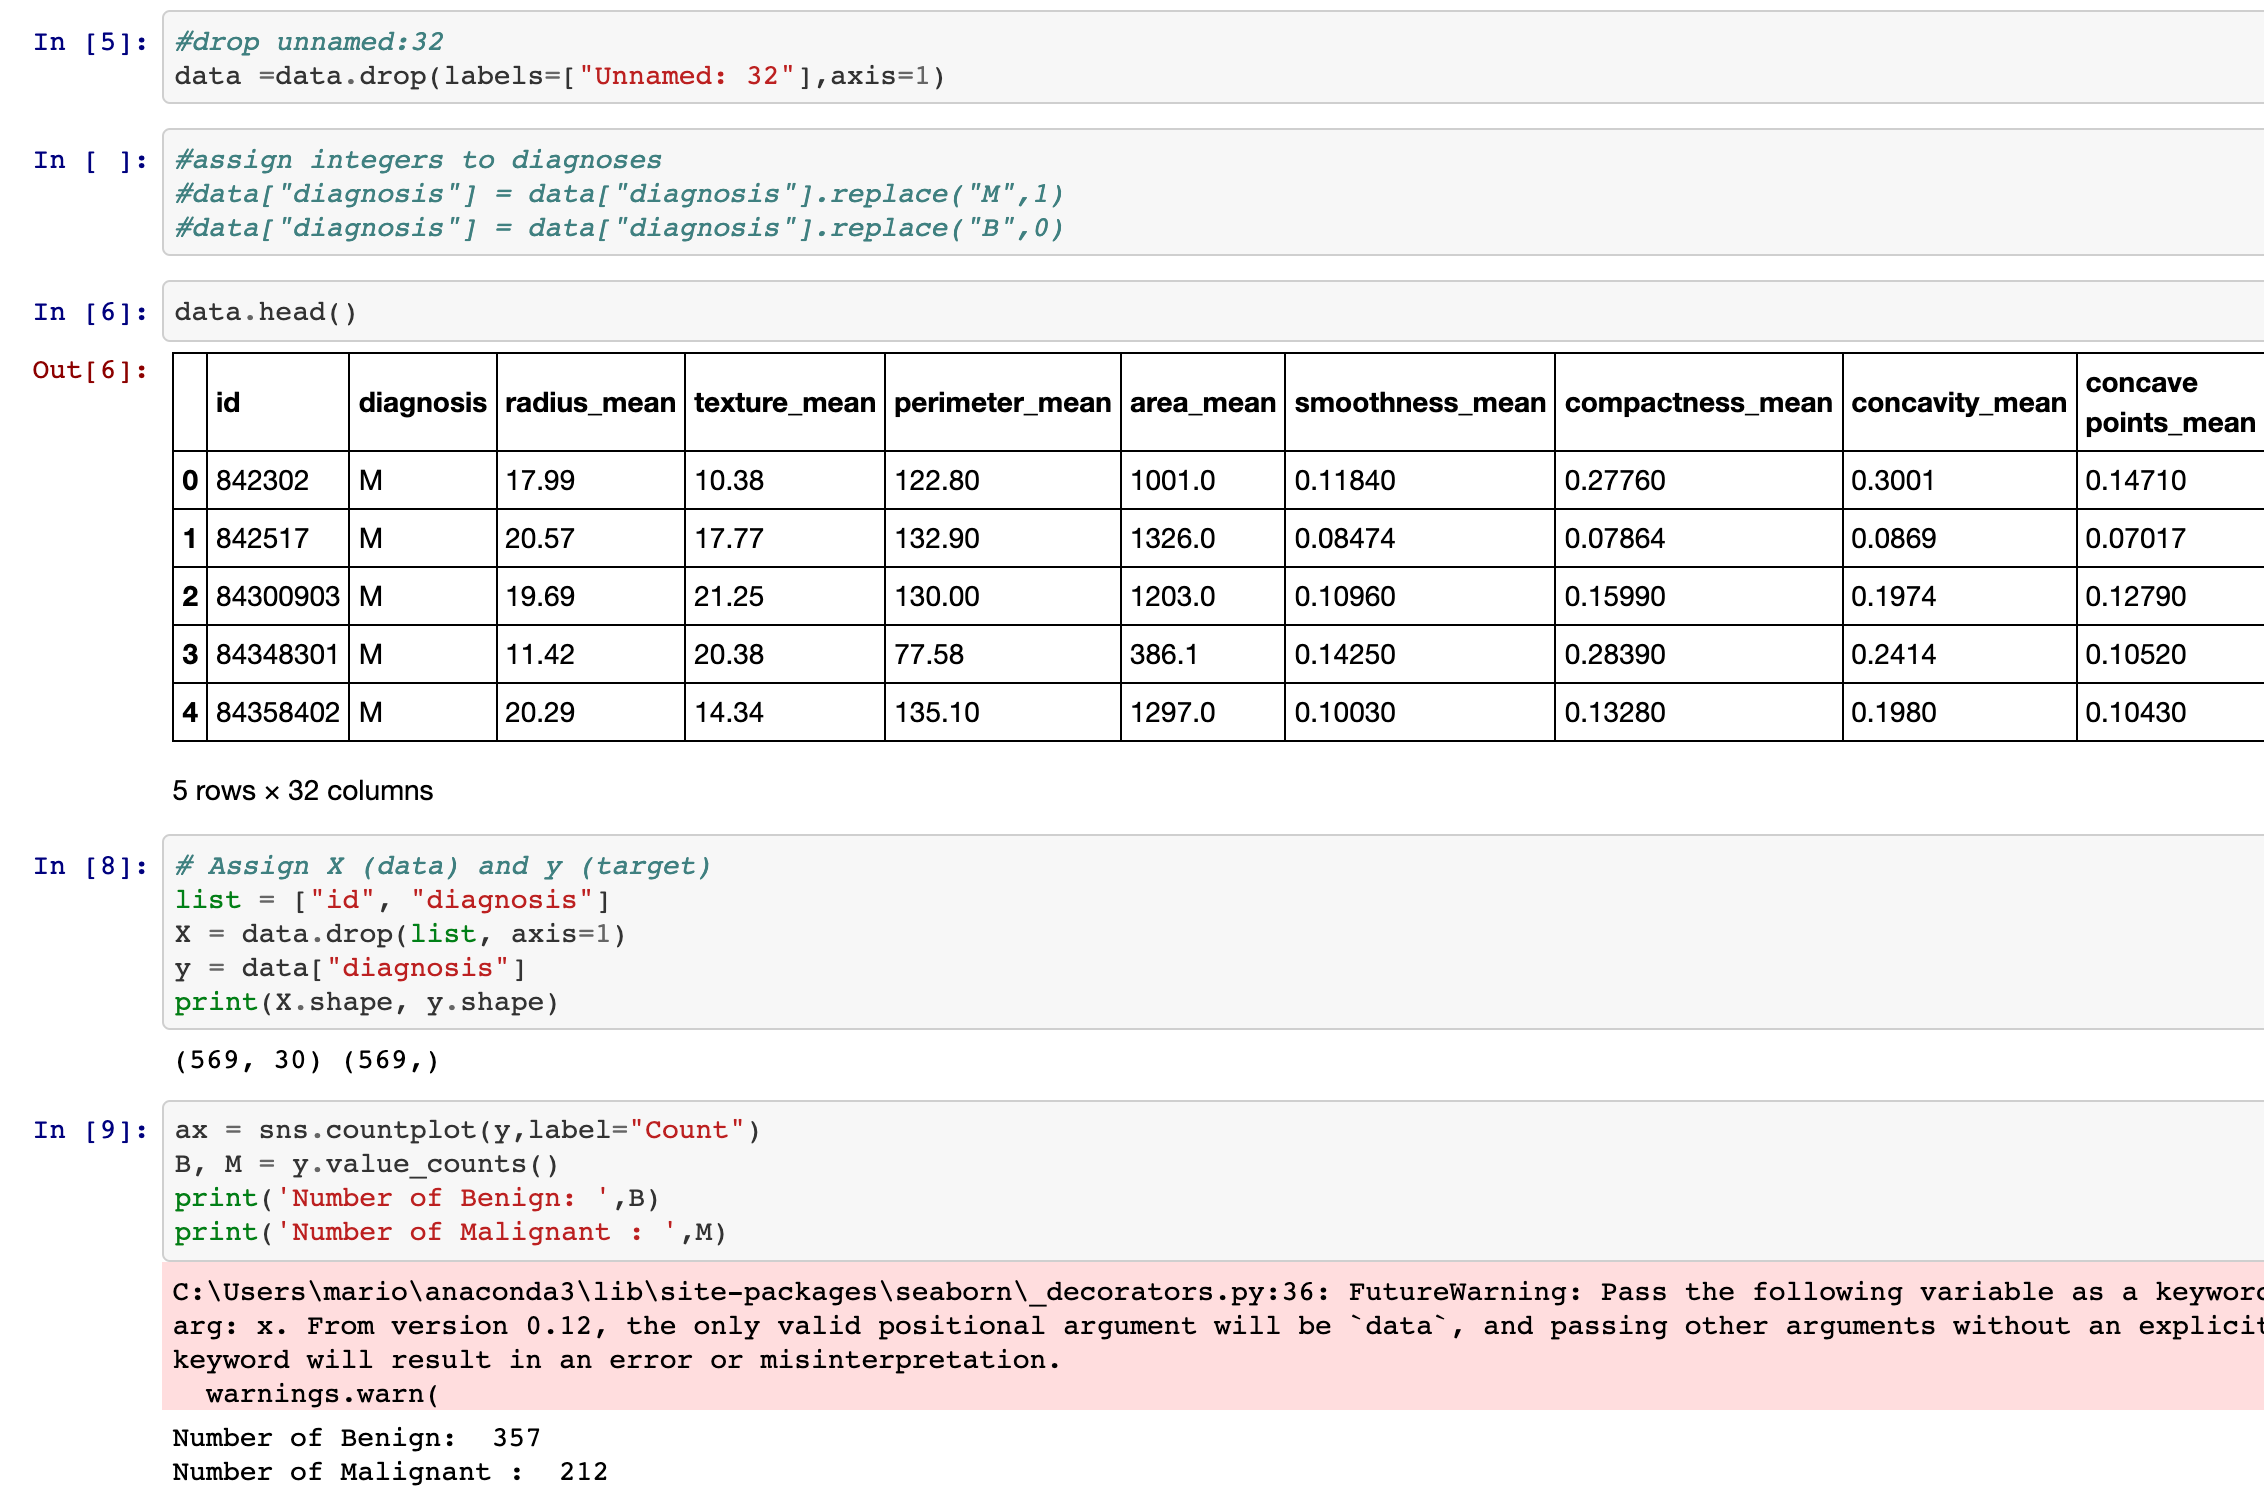 In [5]: #drop unnamed:32
data =data.drop(labels=["Unnamed: 32"],axis=1)
In [ ]: #assign integers to diagnoses
#data["diagnosis"] = data["diagnosis"].replace("M",1)
#data["diagnosis"] = data["diagnosis"].replace("B",0)
In [6]: data.head()
Out[6]:
id diagnosis radius_mean texture_mean perimeter_mean area_mean smoothness_mean compactness_mean concavity_mean concave points_mean
0 842302 M 17.99 10.38 122.80 1001.0 0.11840 0.27760 0.3001 0.14710
1 842517 M 20.57 17.77 132.90 1326.0 0.08474 0.07864 0.0869 0.07017
2 84300903 M 19.69 21.25 130.00 1203.0 0.10960 0.15990 0.1974 0.12790
3 84348301 M 11.42 20.38 77.58 386.1 0.14250 0.28390 0.2414 0.10520
4 84358402 M 20.29 14.34 135.10 1297.0 0.10030 0.13280 0.1980 0.10430
5 rows × 32 columns
In [8]: # Assign X (data) and y (target)
list = ["id", "diagnosis"]
X = data.drop(list, axis=1)
y = data["diagnosis"]
print(X.shape, y.shape)
(569, 30) (569,)
In [9]: ax = sns.countplot(y,label="Count")
B, M = y.value_counts()
print('Number of Benign: ',B)
print('Number of Malignant : ',M)
C:\Users\mario\anaconda3\lib\site-packages\seaborn\_decorators.py:36: FutureWarning: Pass the following variable as a keyword
arg: x. From version 0.12, the only valid positional argument will be `data`, and passing other arguments without an explicit
keyword will result in an error or misinterpretation.
  warnings.warn(
Number of Benign:  357
Number of Malignant :  212